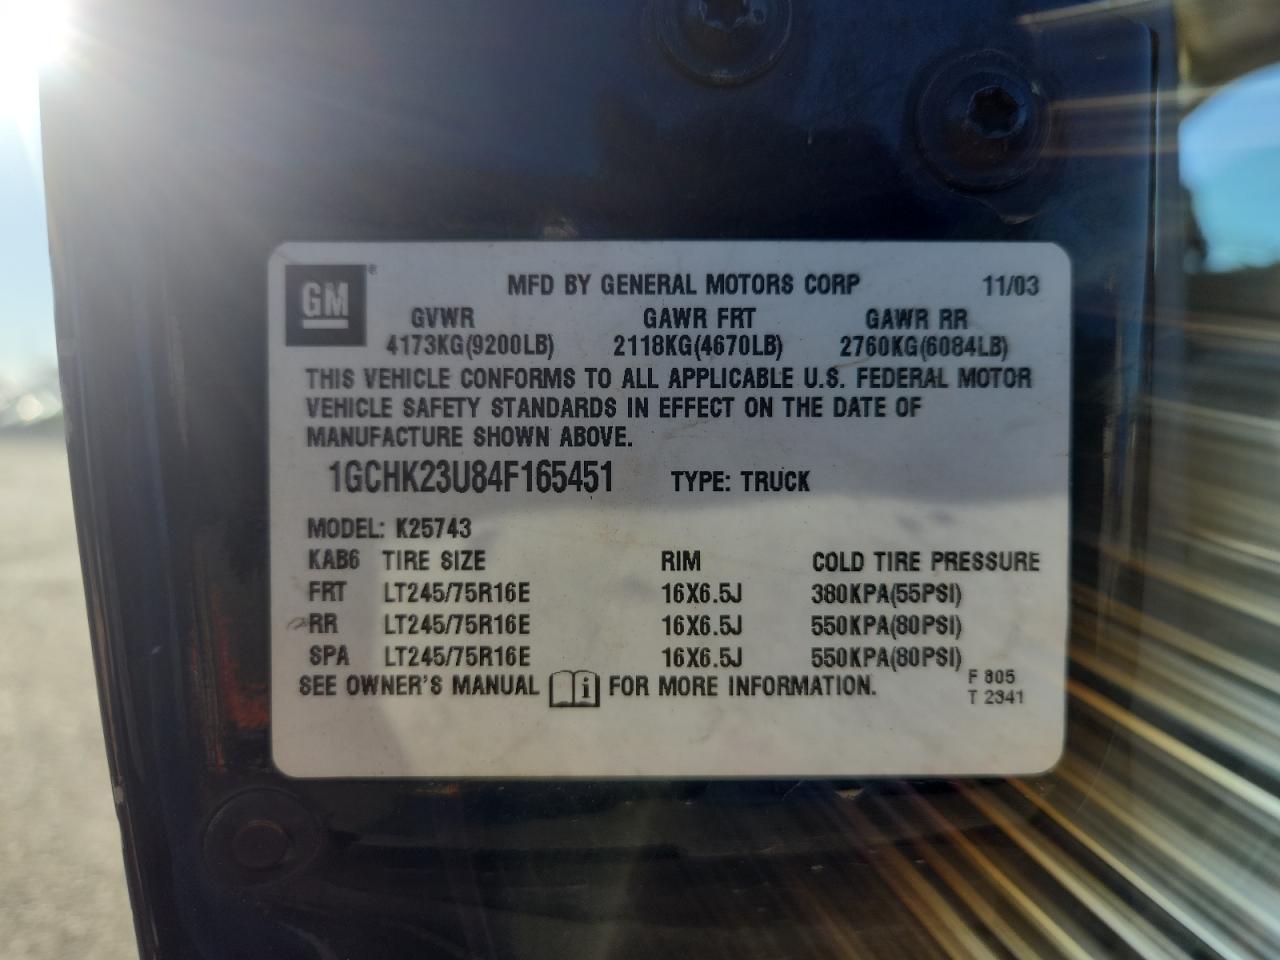 GM®
MFD BY GENERAL MOTORS CORP 11/03
GVWR GAWR FRT GAWR RR
4173KG(9200LB) 2118KG(4670LB) 2760KG(6084LB)
THIS VEHICLE CONFORMS TO ALL APPLICABLE U.S. FEDERAL MOTOR
VEHICLE SAFETY STANDARDS IN EFFECT ON THE DATE OF
MANUFACTURE SHOWN ABOVE.
1GCHK23U84F165451 TYPE: TRUCK
MODEL: K25743
KAB6 TIRE SIZE RIM COLD TIRE PRESSURE
FRT LT245/75R16E 16X6.5J 380KPA(55PSI)
RR LT245/75R16E 16X6.5J 550KPA(80PSI)
SPA LT245/75R16E 16X6.5J 550KPA(80PSI)
SEE OWNER'S MANUAL i FOR MORE INFORMATION.
F 805
T 2341